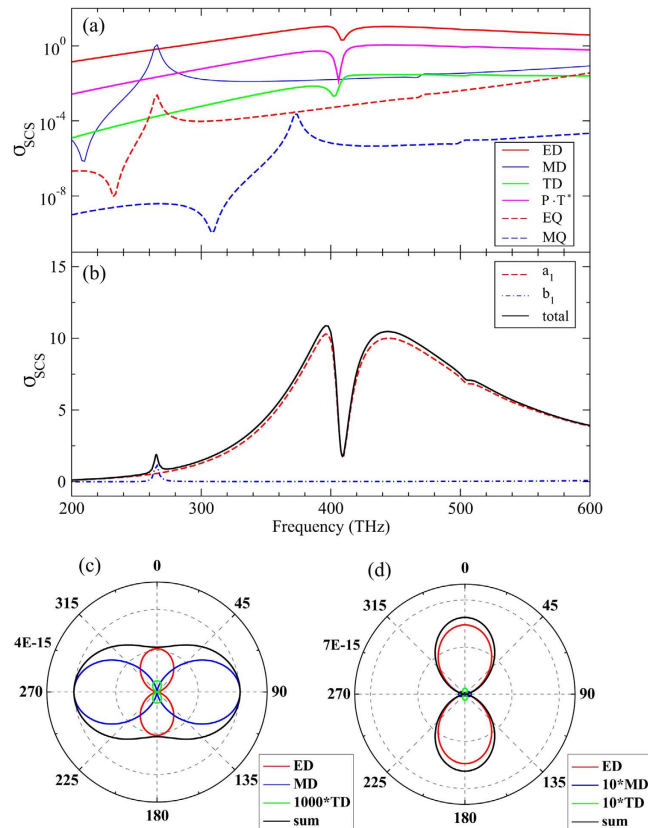 (a)
10^0
10^-4
10^-8
σ_SCS
ED
MD
TD
P·T*
EQ
MQ
(b)
15
10
5
0
σ_SCS
a_1
b_1
total
200 300 400 500 600
Frequency (THz)
(c)
0
45
90
135
180
225
270
315
4E-15
ED
MD
1000*TD
sum
(d)
0
45
90
135
180
225
270
315
7E-15
ED
10*MD
10*TD
sum